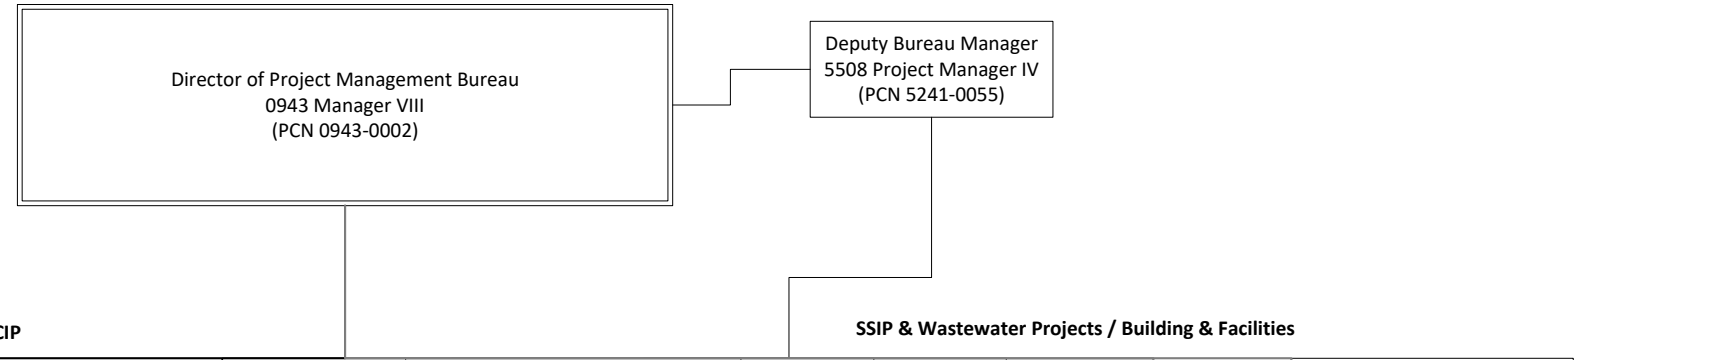 Director of Project Management Bureau
0943 Manager VIII
(PCN 0943-0002)
Deputy Bureau Manager
5508 Project Manager IV
(PCN 5241-0055)
CIP
SSIP & Wastewater Projects / Building & Facilities